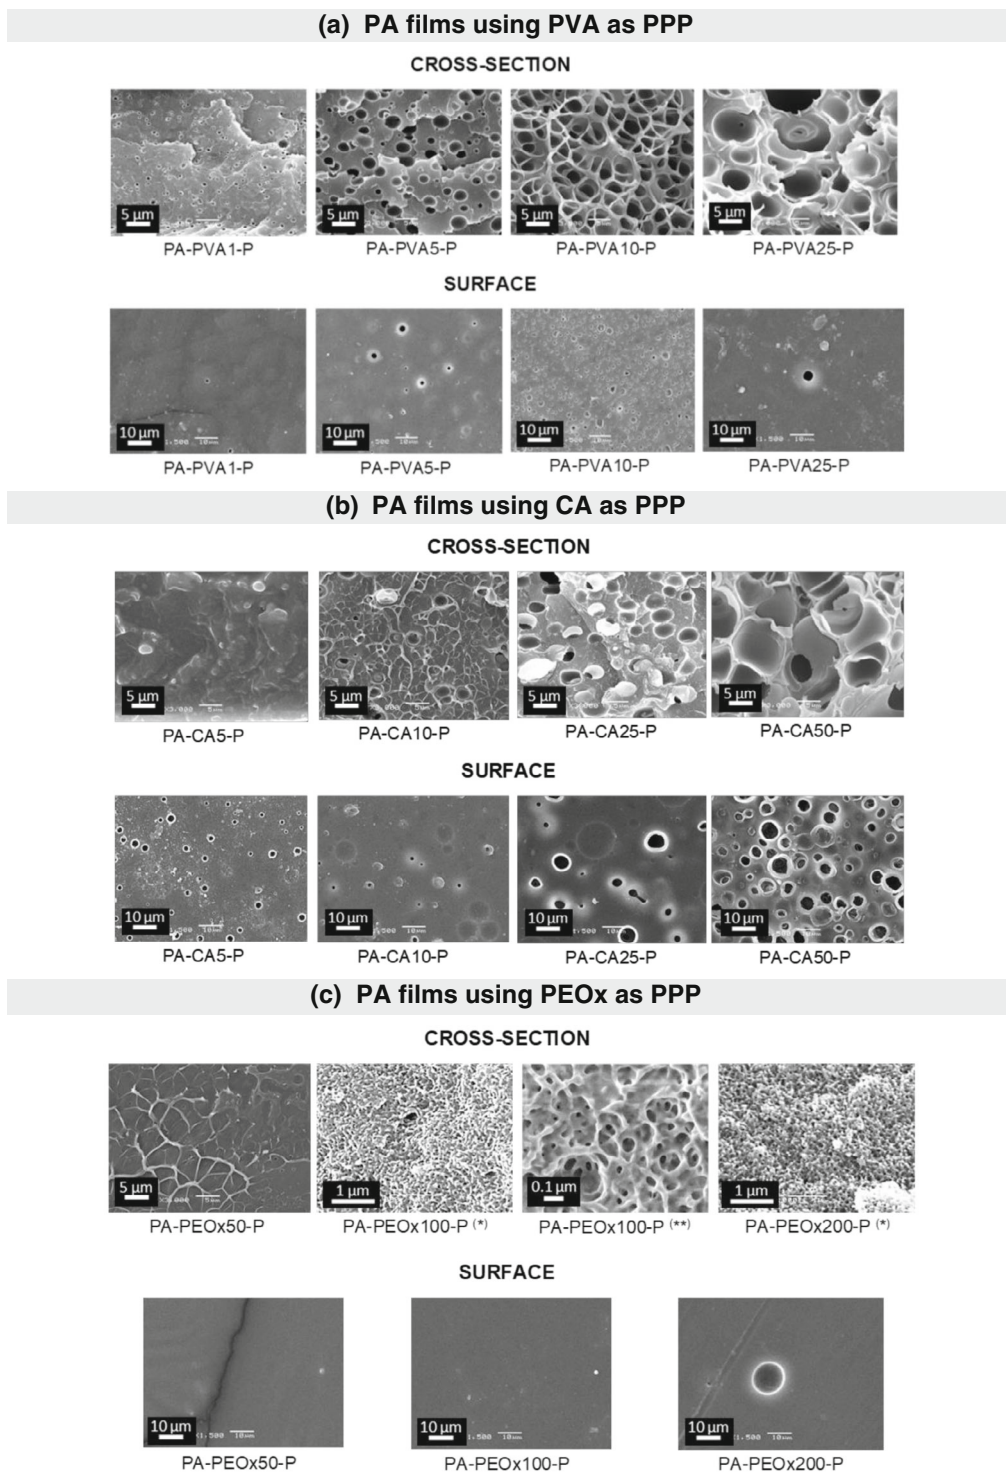 (a) PA films using PVA as PPP
CROSS-SECTION
5 µm 5 µm 5 µm 5 µm
PA-PVA1-P PA-PVA5-P PA-PVA10-P PA-PVA25-P
SURFACE
10 µm 10 µm 10 µm 10 µm
PA-PVA1-P PA-PVA5-P PA-PVA10-P PA-PVA25-P
(b) PA films using CA as PPP
CROSS-SECTION
5 µm 5 µm 5 µm 5 µm
PA-CA5-P PA-CA10-P PA-CA25-P PA-CA50-P
SURFACE
10 µm 10 µm 10 µm 10 µm
PA-CA5-P PA-CA10-P PA-CA25-P PA-CA50-P
(c) PA films using PEOx as PPP
CROSS-SECTION
5 µm 1 µm 0.1 µm 1 µm
PA-PEOx50-P PA-PEOx100-P (*) PA-PEOx100-P (**) PA-PEOx200-P (*)
SURFACE
10 µm 10 µm 10 µm
PA-PEOx50-P PA-PEOx100-P PA-PEOx200-P